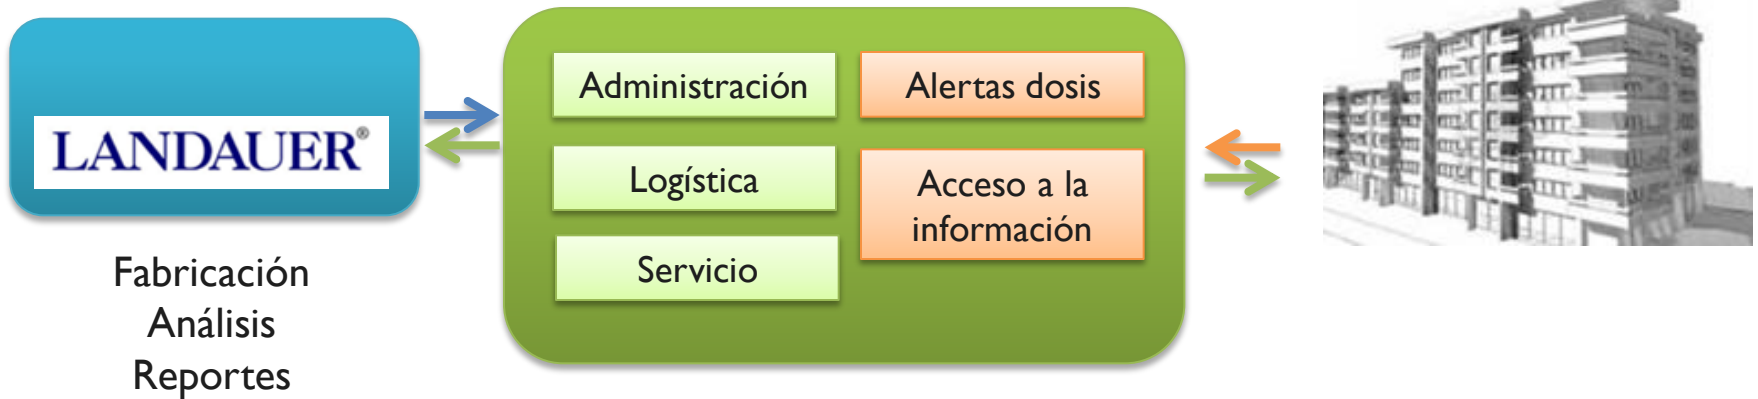 LANDAUER®
Fabricación
Análisis
Reportes
Administración
Logística
Servicio
Alertas dosis
Acceso a la
información